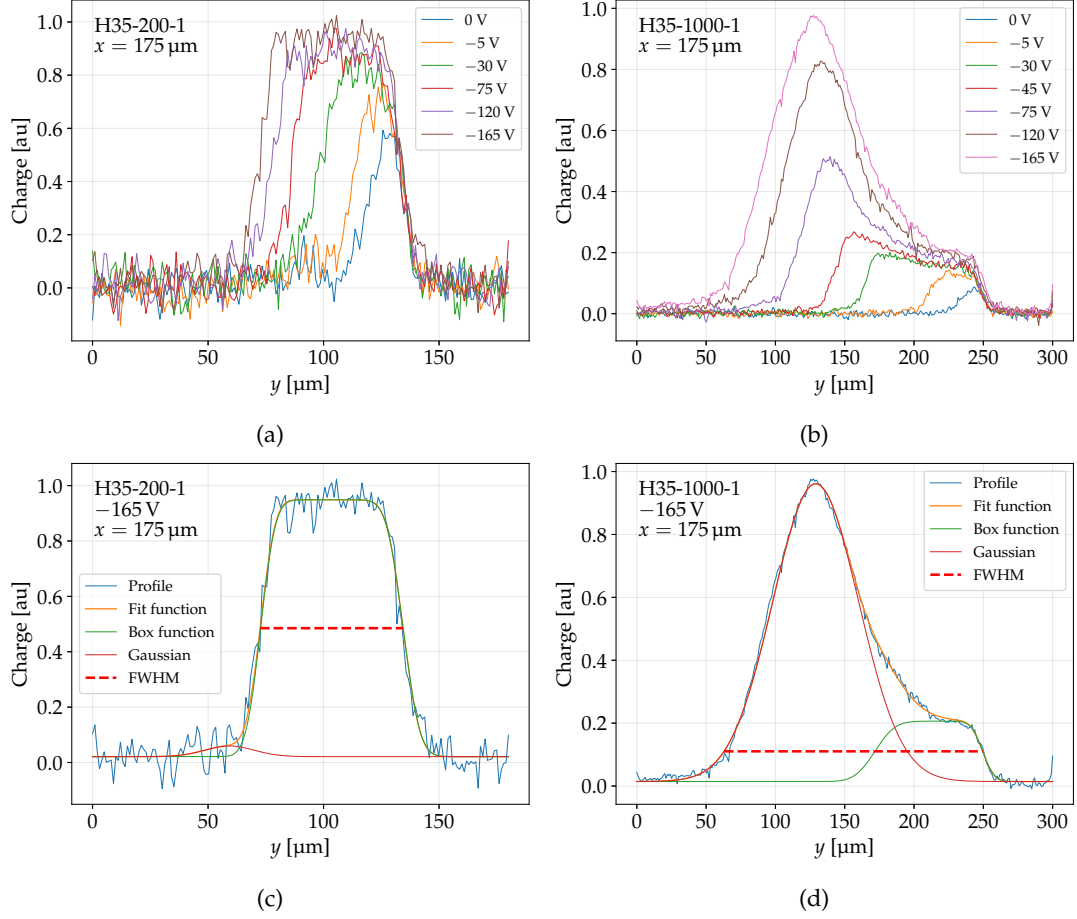 H35-200-1
x = 175 µm
0 V
−5 V
−30 V
−75 V
−120 V
−165 V
Charge [au]
1.0
0.8
0.6
0.4
0.2
0.0
0
50
100
150
y [µm]
(a)
H35-1000-1
x = 175 µm
0 V
−5 V
−30 V
−45 V
−75 V
−120 V
−165 V
Charge [au]
1.0
0.8
0.6
0.4
0.2
0.0
0
50
100
150
200
250
300
y [µm]
(b)
H35-200-1
−165 V
x = 175 µm
Profile
Fit function
Box function
Gaussian
FWHM
Charge [au]
1.0
0.8
0.6
0.4
0.2
0.0
0
50
100
150
y [µm]
(c)
H35-1000-1
−165 V
x = 175 µm
Profile
Fit function
Box function
Gaussian
FWHM
Charge [au]
1.0
0.8
0.6
0.4
0.2
0.0
0
50
100
150
200
250
300
y [µm]
(d)